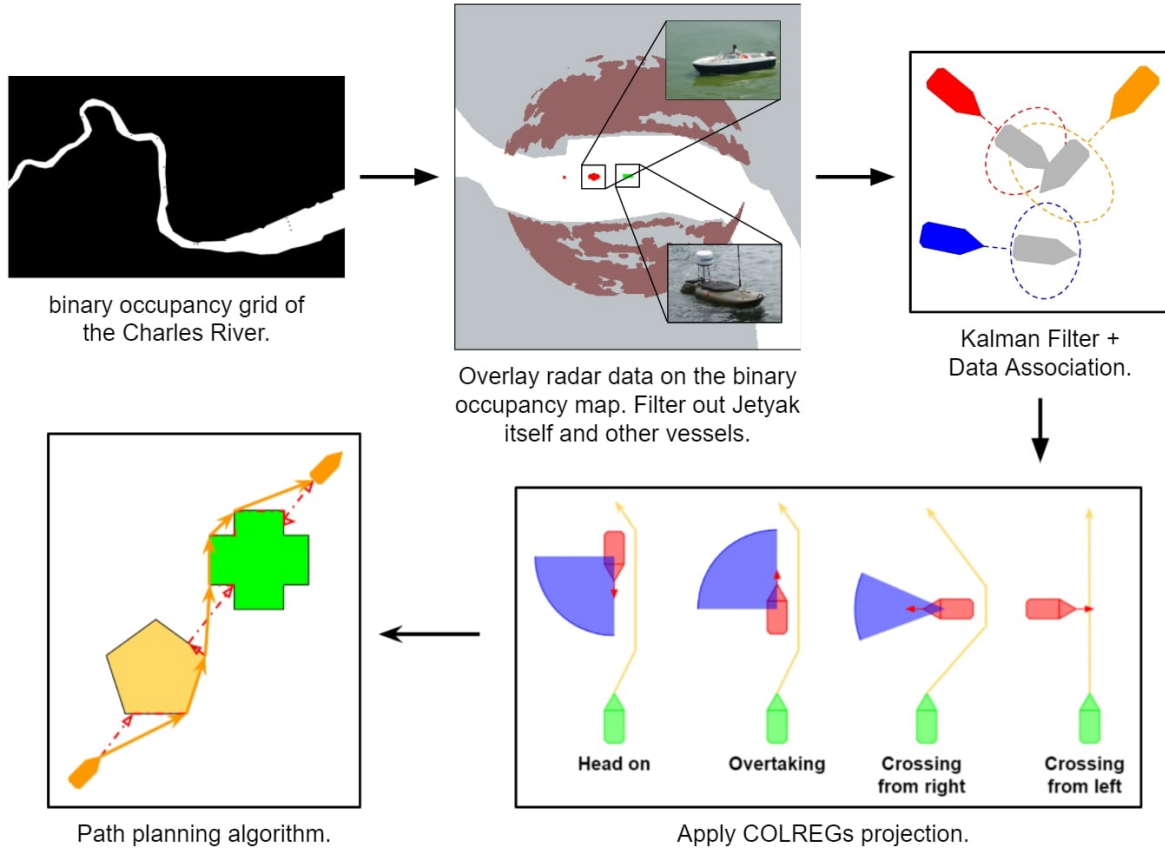 binary occupancy grid of
the Charles River.
Overlay radar data on the binary
occupancy map. Filter out Jetyak
itself and other vessels.
Kalman Filter +
Data Association.
Head on
Overtaking
Crossing
from right
Crossing
from left
Apply COLREGs projection.
Path planning algorithm.